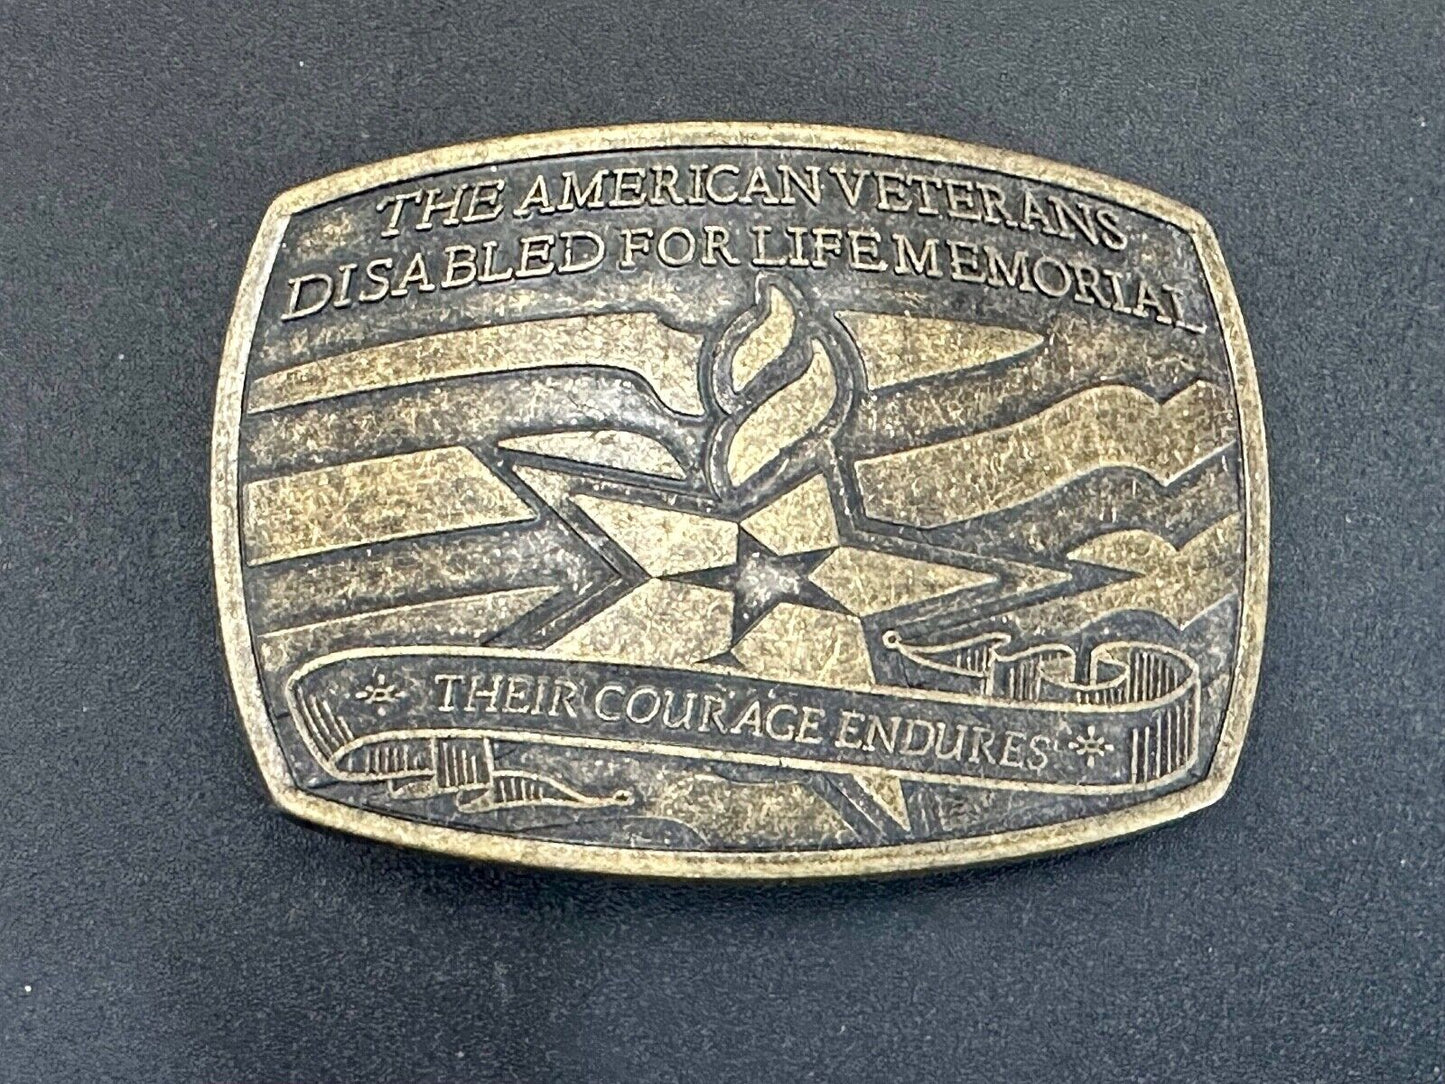 THE AMERICAN VETERANS
DISABLED FOR LIFE MEMORIAL
THEIR COURAGE ENDURES